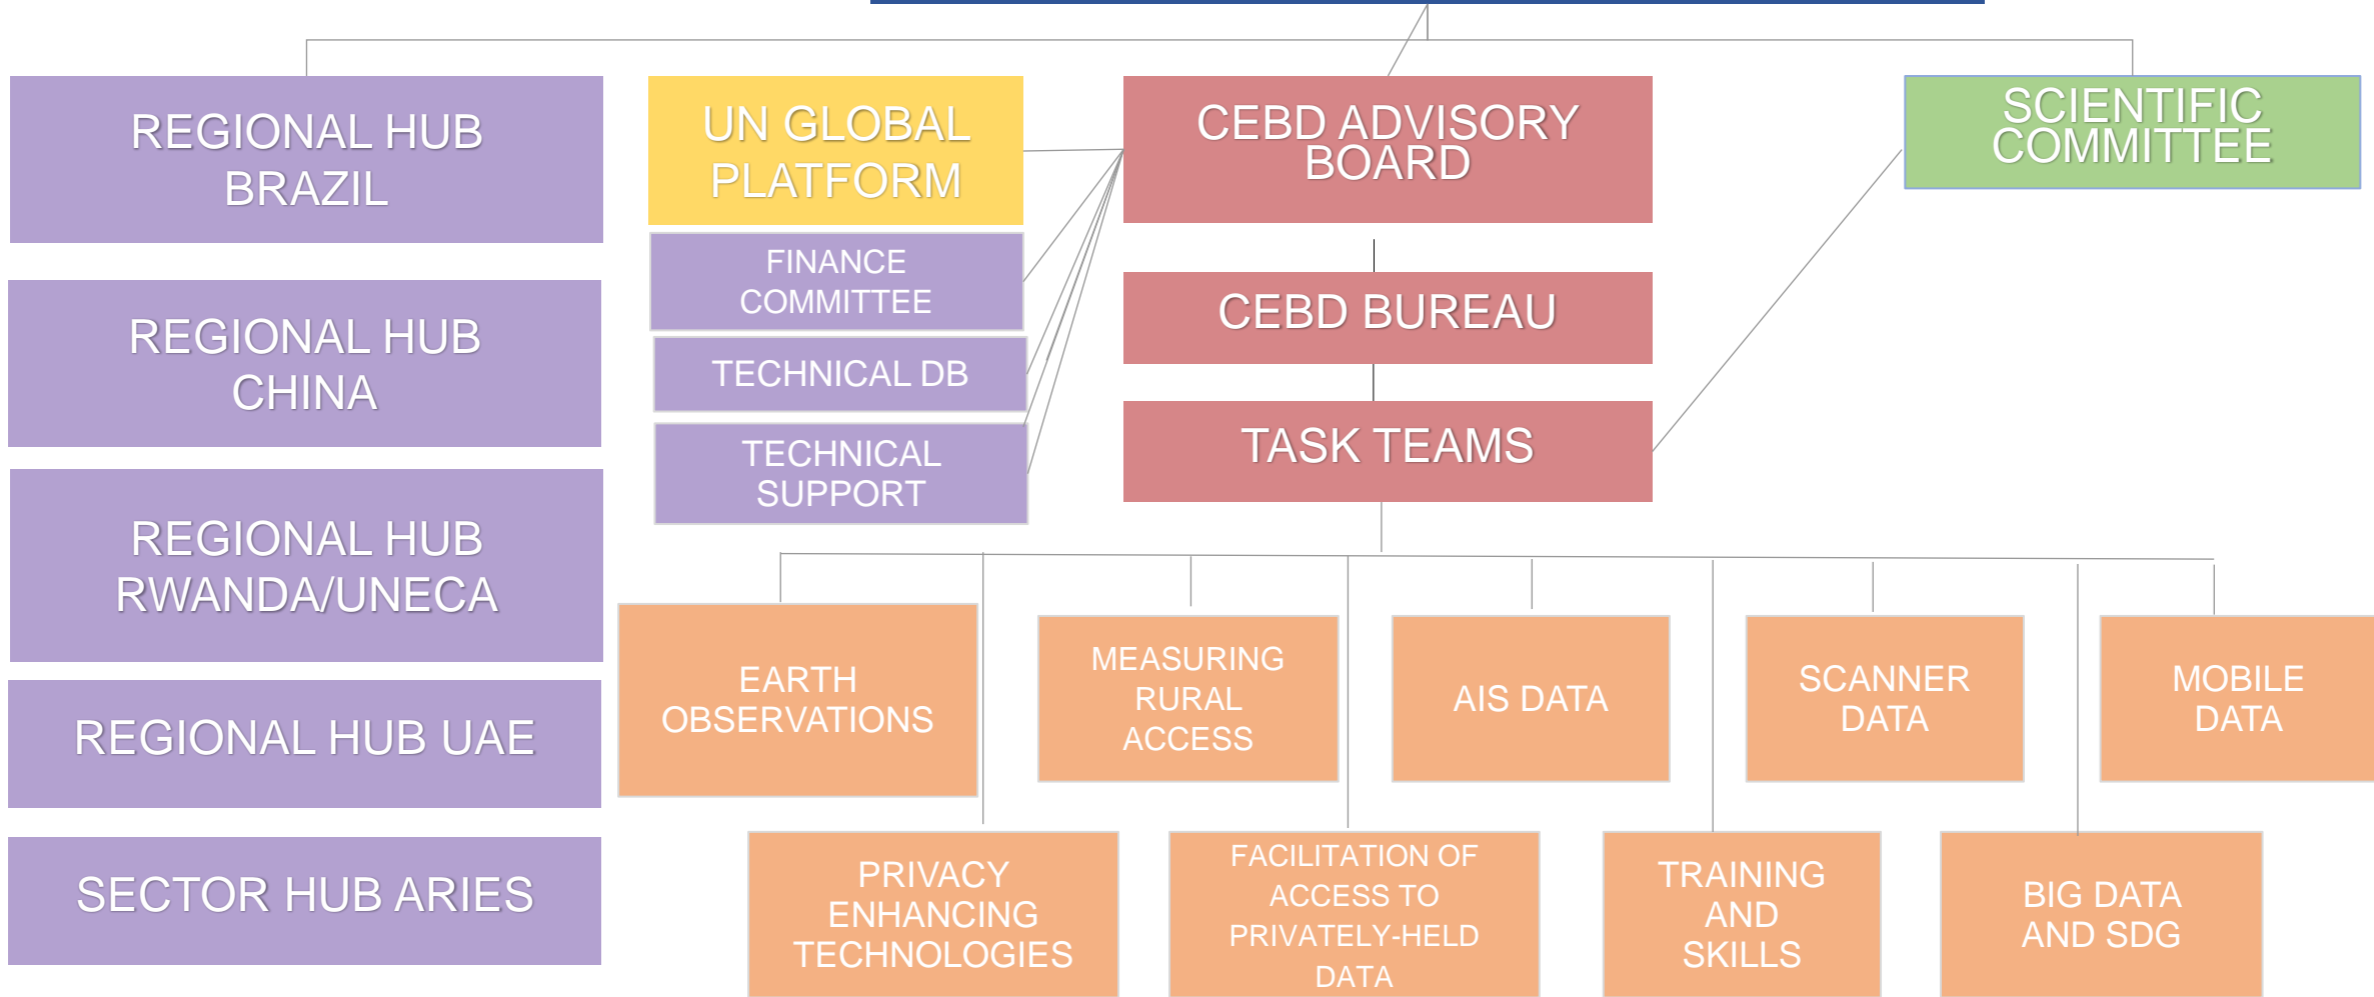 REGIONAL HUB
BRAZIL
UN GLOBAL
PLATFORM
CEBD ADVISORY
BOARD
SCIENTIFIC
COMMITTEE
FINANCE
COMMITTEE
REGIONAL HUB
CHINA
CEBD BUREAU
TECHNICAL DB
TECHNICAL
SUPPORT
TASK TEAMS
REGIONAL HUB
RWANDA/UNECA
REGIONAL HUB UAE
SECTOR HUB ARIES
EARTH
OBSERVATIONS
MEASURING
RURAL
ACCESS
AIS DATA
SCANNER
DATA
MOBILE
DATA
PRIVACY
ENHANCING
TECHNOLOGIES
FACILITATION OF
ACCESS TO
PRIVATELY-HELD
DATA
TRAINING
AND
SKILLS
BIG DATA
AND SDG